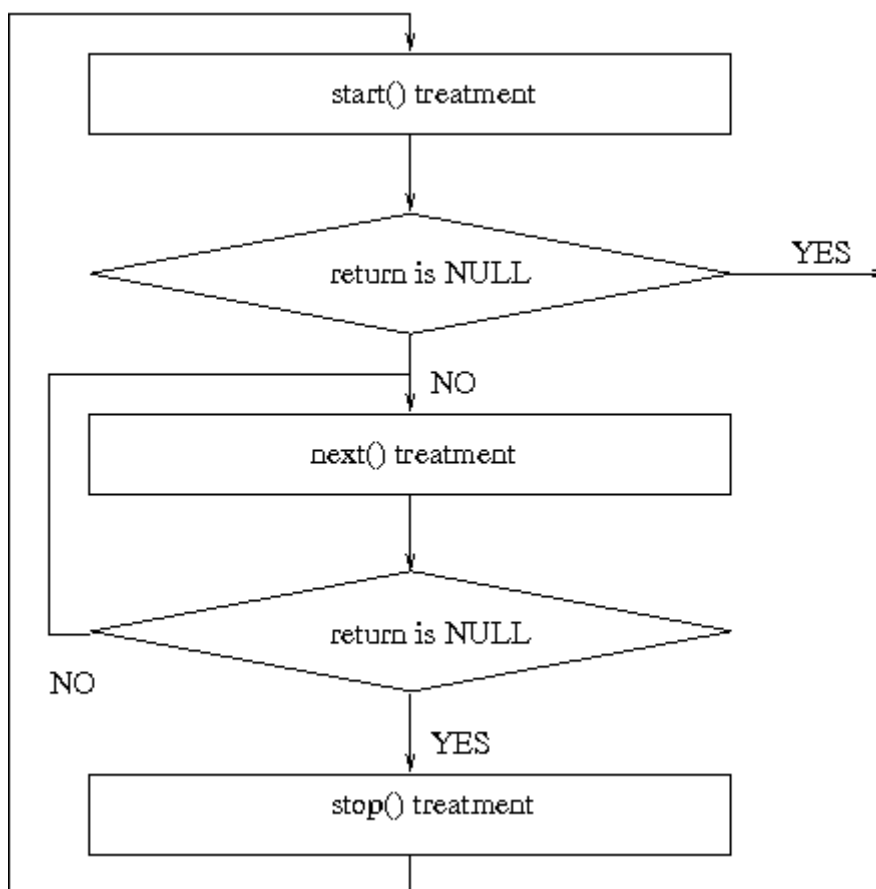 start() treatment
return is NULL
YES
NO
next() treatment
return is NULL
NO
YES
stop() treatment